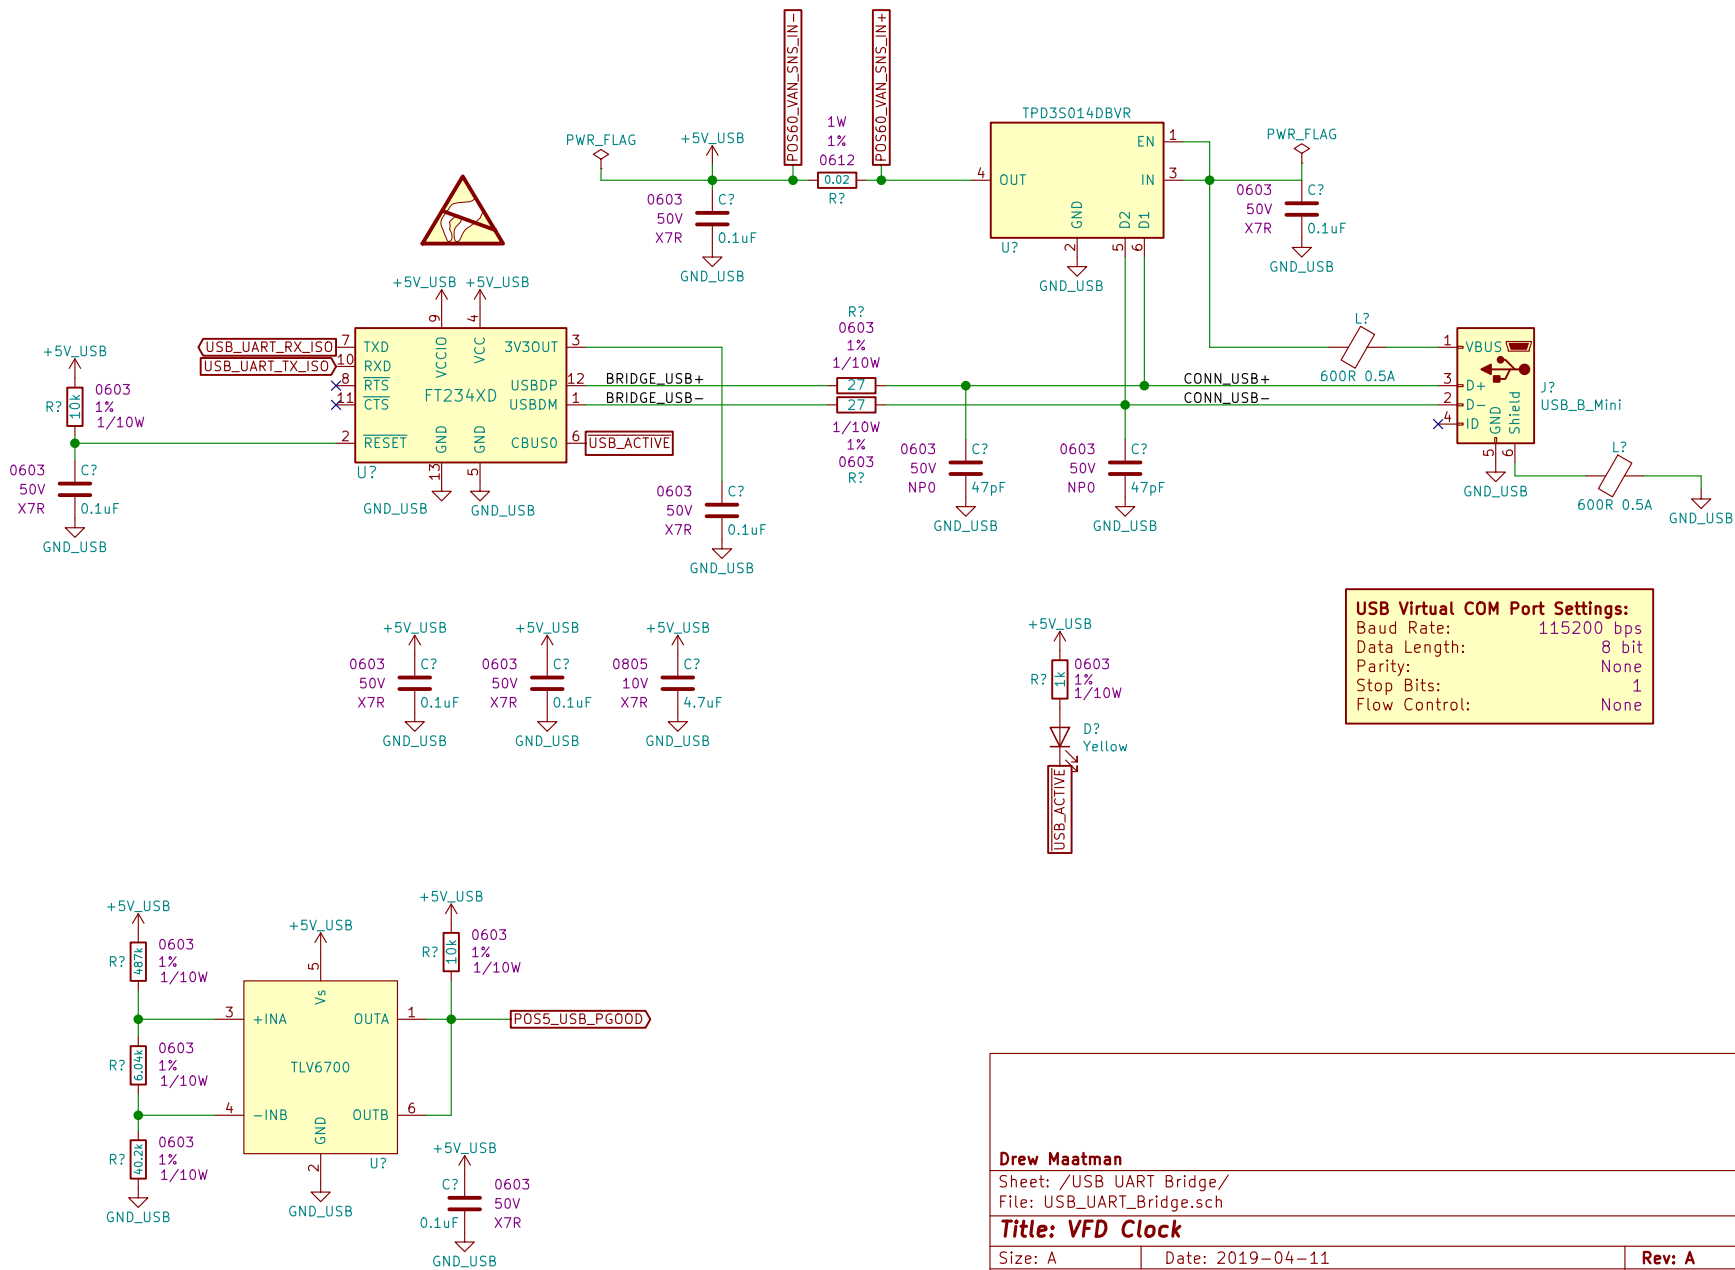 POS60_VAN_SNS_IN-
POS60_VAN_SNS_IN+
PWR_FLAG
+5V_USB
1W
1%
0612
0.02
R?
0603
50V
X7R
C?
0.1uF
GND_USB
TPD3S014DBVR
EN 1
IN 3
4 OUT
GND
D2
D1
2
5
6
U?
GND_USB
PWR_FLAG
0603
50V
X7R
C?
0.1uF
GND_USB
+5V_USB
+5V_USB
9
4
USB_UART_RX_ISO
USB_UART_TX_ISO
7 TXD
10 RXD
8 RTS
11 CTS
2 RESET
VCCIO
VCC
FT234XD
GND
GND
3V3OUT 3
USBDP 12
USBDM 1
CBUS0 6
USB_ACTIVE
U?
13
5
GND_USB
GND_USB
+5V_USB
R?
10k
0603
1%
1/10W
0603
50V
X7R
C?
0.1uF
GND_USB
BRIDGE_USB+
BRIDGE_USB-
0603
50V
X7R
C?
0.1uF
GND_USB
R?
0603
1%
1/10W
27
27
1/10W
1%
0603
R?
CONN_USB+
CONN_USB-
0603
50V
NP0
C?
47pF
GND_USB
0603
50V
NP0
C?
47pF
GND_USB
L?
600R 0.5A
1 VBUS
3 D+
2 D-
4 ID
GND
Shield
5
6
J?
USB_B_Mini
GND_USB
L?
600R 0.5A
GND_USB
+5V_USB
0603
50V
X7R
C?
0.1uF
GND_USB
+5V_USB
0603
50V
X7R
C?
0.1uF
GND_USB
+5V_USB
0805
10V
X7R
C?
4.7uF
GND_USB
+5V_USB
R?
1k
0603
1%
1/10W
D?
Yellow
USB_ACTIVE
USB Virtual COM Port Settings:
Baud Rate: 115200 bps
Data Length: 8 bit
Parity: None
Stop Bits: 1
Flow Control: None
+5V_USB
R?
487k
0603
1%
1/10W
R?
6.04k
0603
1%
1/10W
R?
40.2k
0603
1%
1/10W
GND_USB
+5V_USB
5
Vs
3 +INA
4 -INB
TLV6700
OUTA 1
OUTB 6
GND
2
U?
GND_USB
+5V_USB
R?
10k
0603
1%
1/10W
POS5_USB_PGOOD
+5V_USB
C?
0.1uF
0603
50V
X7R
GND_USB
Drew Maatman
Sheet: /USB UART Bridge/
File: USB_UART_Bridge.sch
Title: VFD Clock
Size: A
Date: 2019-04-11
Rev: A